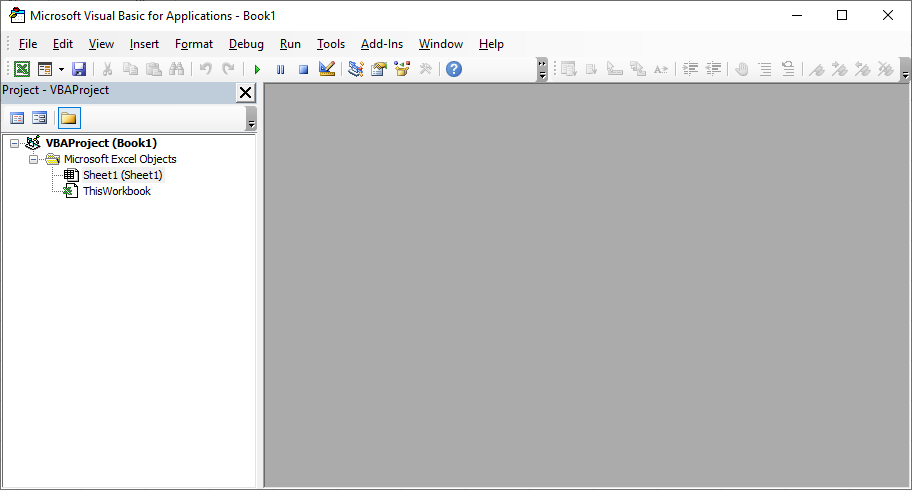 Microsoft Visual Basic for Applications - Book1
File Edit View Insert Format Debug Run Tools Add-Ins Window Help
Project - VBAProject
VBAProject (Book1)
Microsoft Excel Objects
Sheet1 (Sheet1)
ThisWorkbook